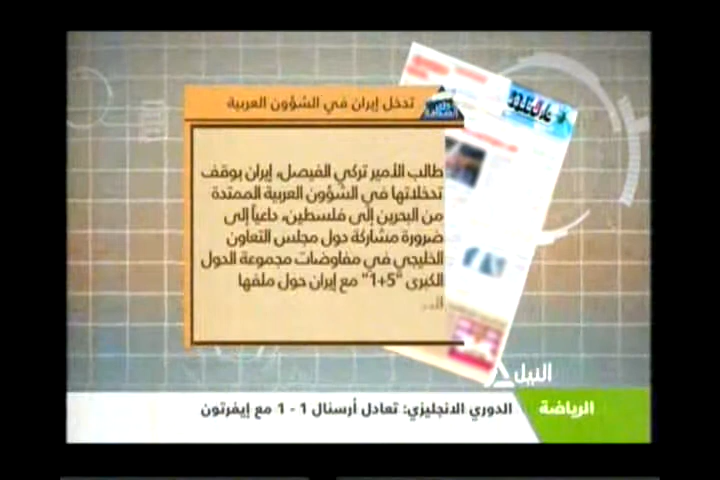 تدخل إيران في الشؤون العربية
طالب الأمير تركي الفيصل، إيران بوقف
تدخلاتها في الشؤون العربية الممتدة
من البحرين إلى فلسطين، داعياً إلى
ضرورة مشاركة دول مجلس التعاون
الخليجي في مفاوضات مجموعة الدول
الكبرى "5+1" مع إيران حول ملفها
النيل
الرياضة الدوري الانجليزي: تعادل أرسنال 1 - 1 مع إيفرتون